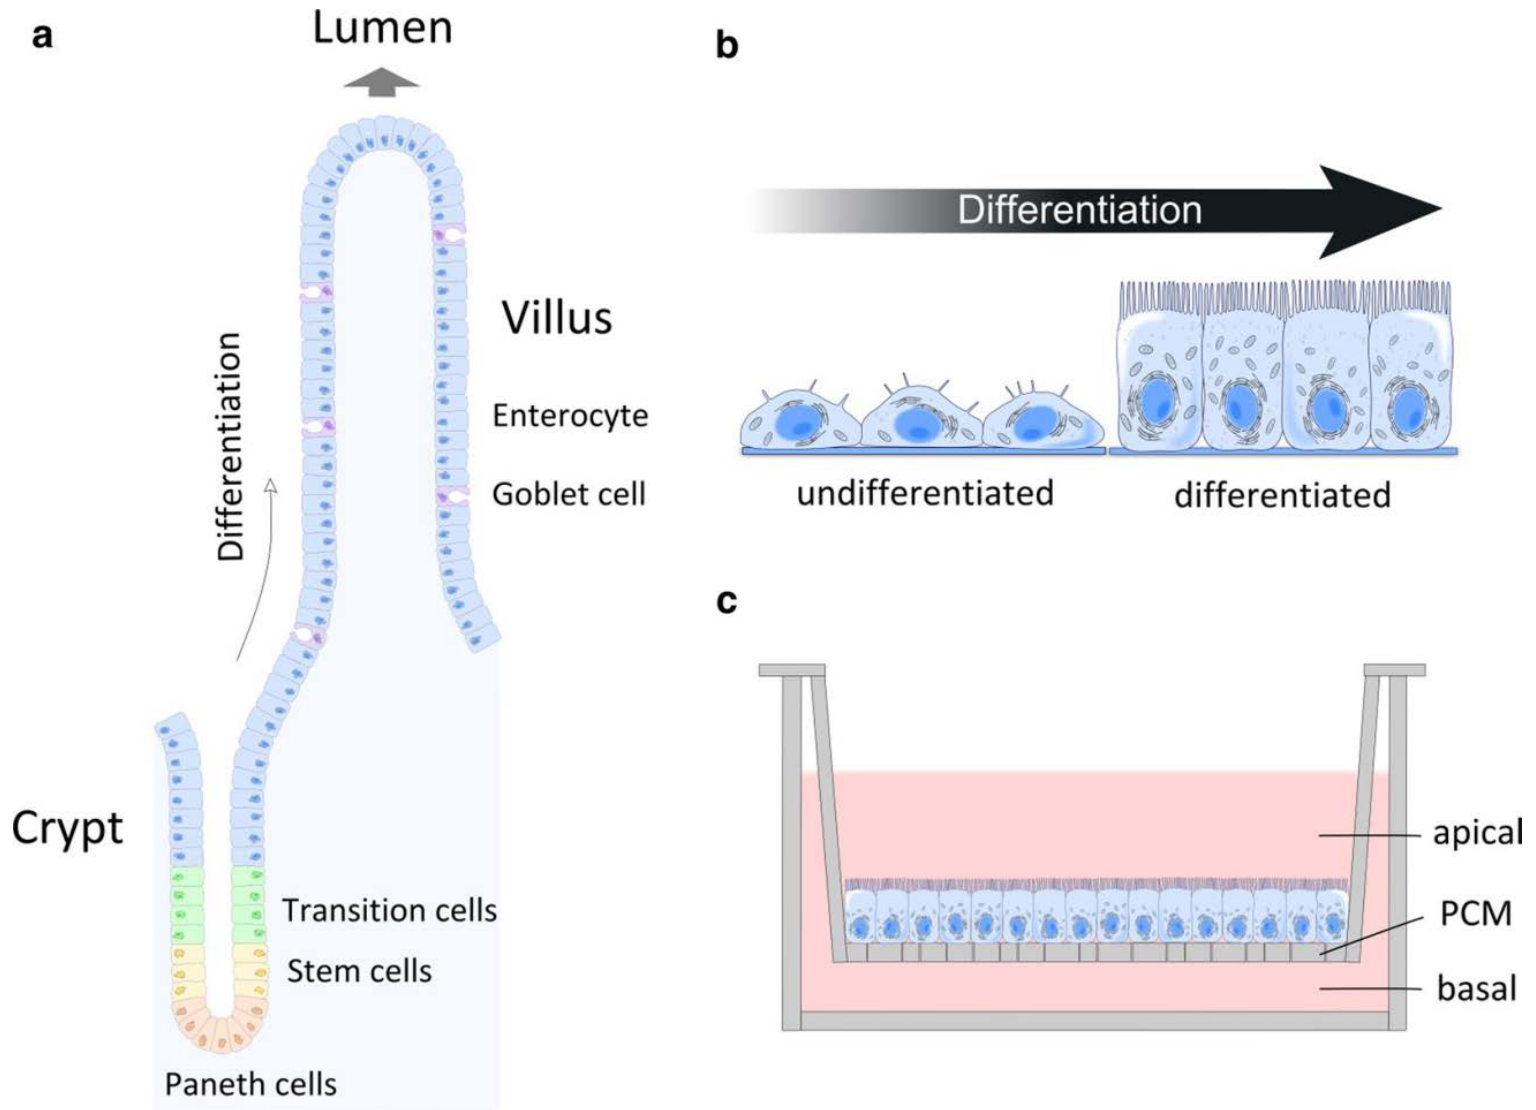 a
Lumen
Differentiation
Villus
Enterocyte
Goblet cell
Crypt
Transition cells
Stem cells
Paneth cells
b
Differentiation
undifferentiated
differentiated
c
apical
PCM
basal